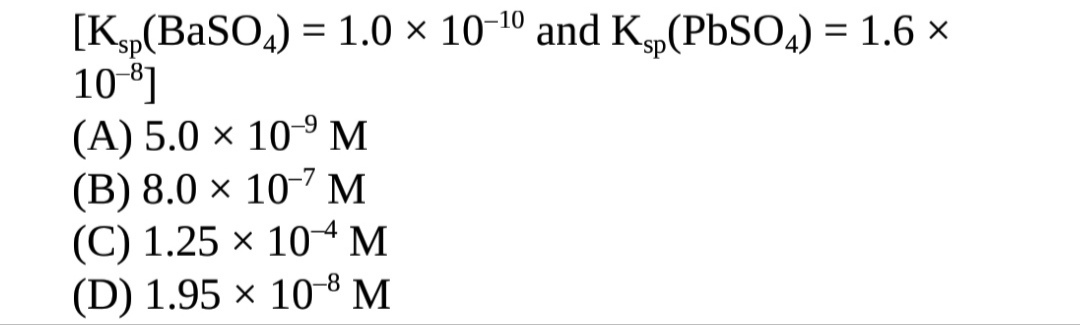 [Kₛₚ(BaSO₄) = 1.0 × 10⁻¹⁰ and Kₛₚ(PbSO₄) = 1.6 ×
10⁻⁸]
(A) 5.0 × 10⁻⁹ M
(B) 8.0 × 10⁻⁷ M
(C) 1.25 × 10⁻⁴ M
(D) 1.95 × 10⁻⁸ M